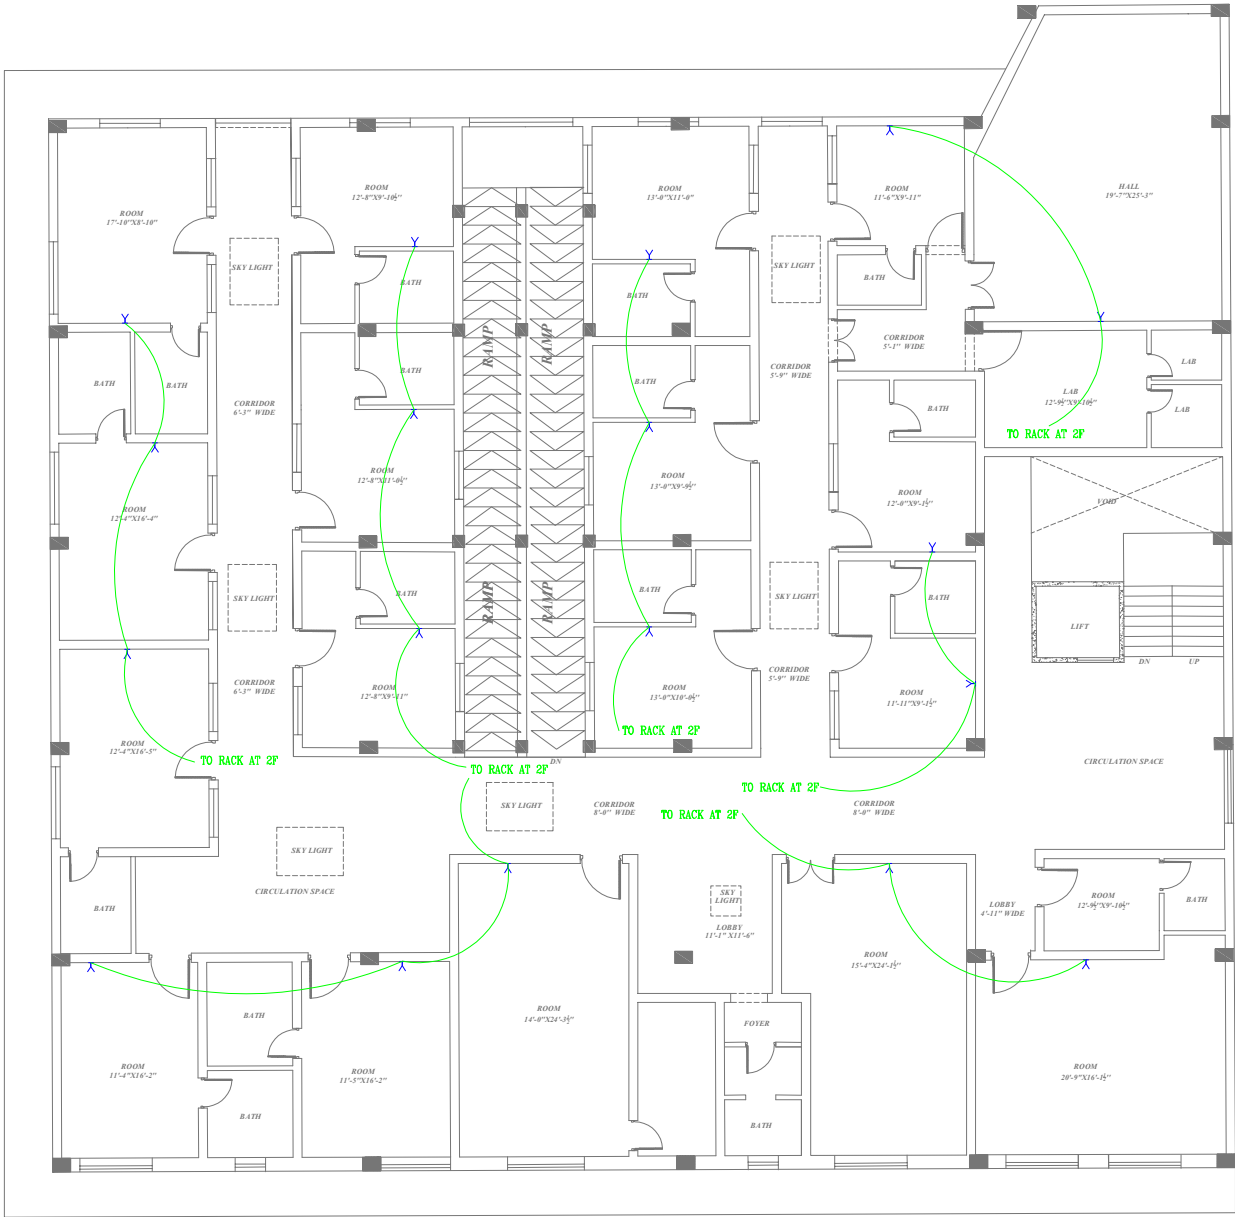 ROOM
17'-10"X8'-10"
ROOM
12'-8"X9'-10½"
ROOM
13'-0"X11'-0"
ROOM
11'-6"X9'-11"
HALL
19'-7"X25'-3"
SKY LIGHT
SKY LIGHT
BATH
BATH
BATH
RAMP
RAMP
CORRIDOR
5'-1" WIDE
CORRIDOR
5'-9" WIDE
BATH
BATH
BATH
BATH
LAB
LAB
12'-9½"X9'-10½"
LAB
CORRIDOR
6'-3" WIDE
BATH
TO RACK AT 2F
ROOM
12'-4"X16'-4"
ROOM
12'-8"X11'-0½"
ROOM
13'-0"X9'-9½"
ROOM
12'-0"X9'-1½"
VOID
SKY LIGHT
BATH
RAMP
RAMP
BATH
SKY LIGHT
BATH
LIFT
DN
UP
CORRIDOR
6'-3" WIDE
ROOM
12'-8"X9'-11"
ROOM
13'-0"X10'-0½"
CORRIDOR
5'-9" WIDE
ROOM
11'-11"X9'-1½"
TO RACK AT 2F
ROOM
12'-4"X16'-5"
TO RACK AT 2F
DN
TO RACK AT 2F
CIRCULATION SPACE
TO RACK AT 2F
SKY LIGHT
CORRIDOR
8'-0" WIDE
TO RACK AT 2F
CORRIDOR
8'-0" WIDE
SKY LIGHT
CIRCULATION SPACE
BATH
SKY
LIGHT
LOBBY
11'-1" X11'-6"
LOBBY
4'-11" WIDE
ROOM
12'-9½"X9'-10½"
BATH
ROOM
15'-4"X24'-1½"
BATH
ROOM
14'-0"X24'-3½"
FOYER
ROOM
11'-4"X16'-2"
ROOM
11'-5"X16'-2"
ROOM
20'-9"X16'-1½"
BATH
BATH